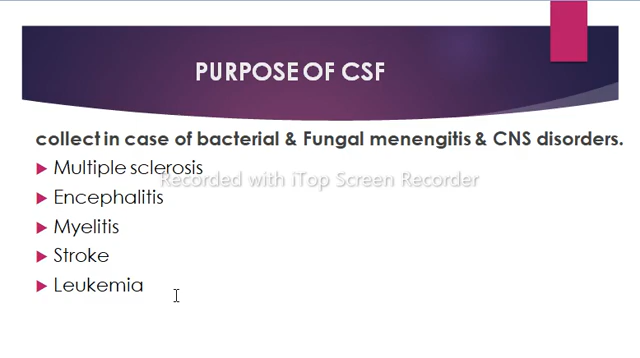 PURPOSE OF CSF
collect in case of bacterial & Fungal menengitis & CNS disorders.
Multiple sclerosis
Recorded with iTop Screen Recorder
Encephalitis
Myelitis
Stroke
Leukemia